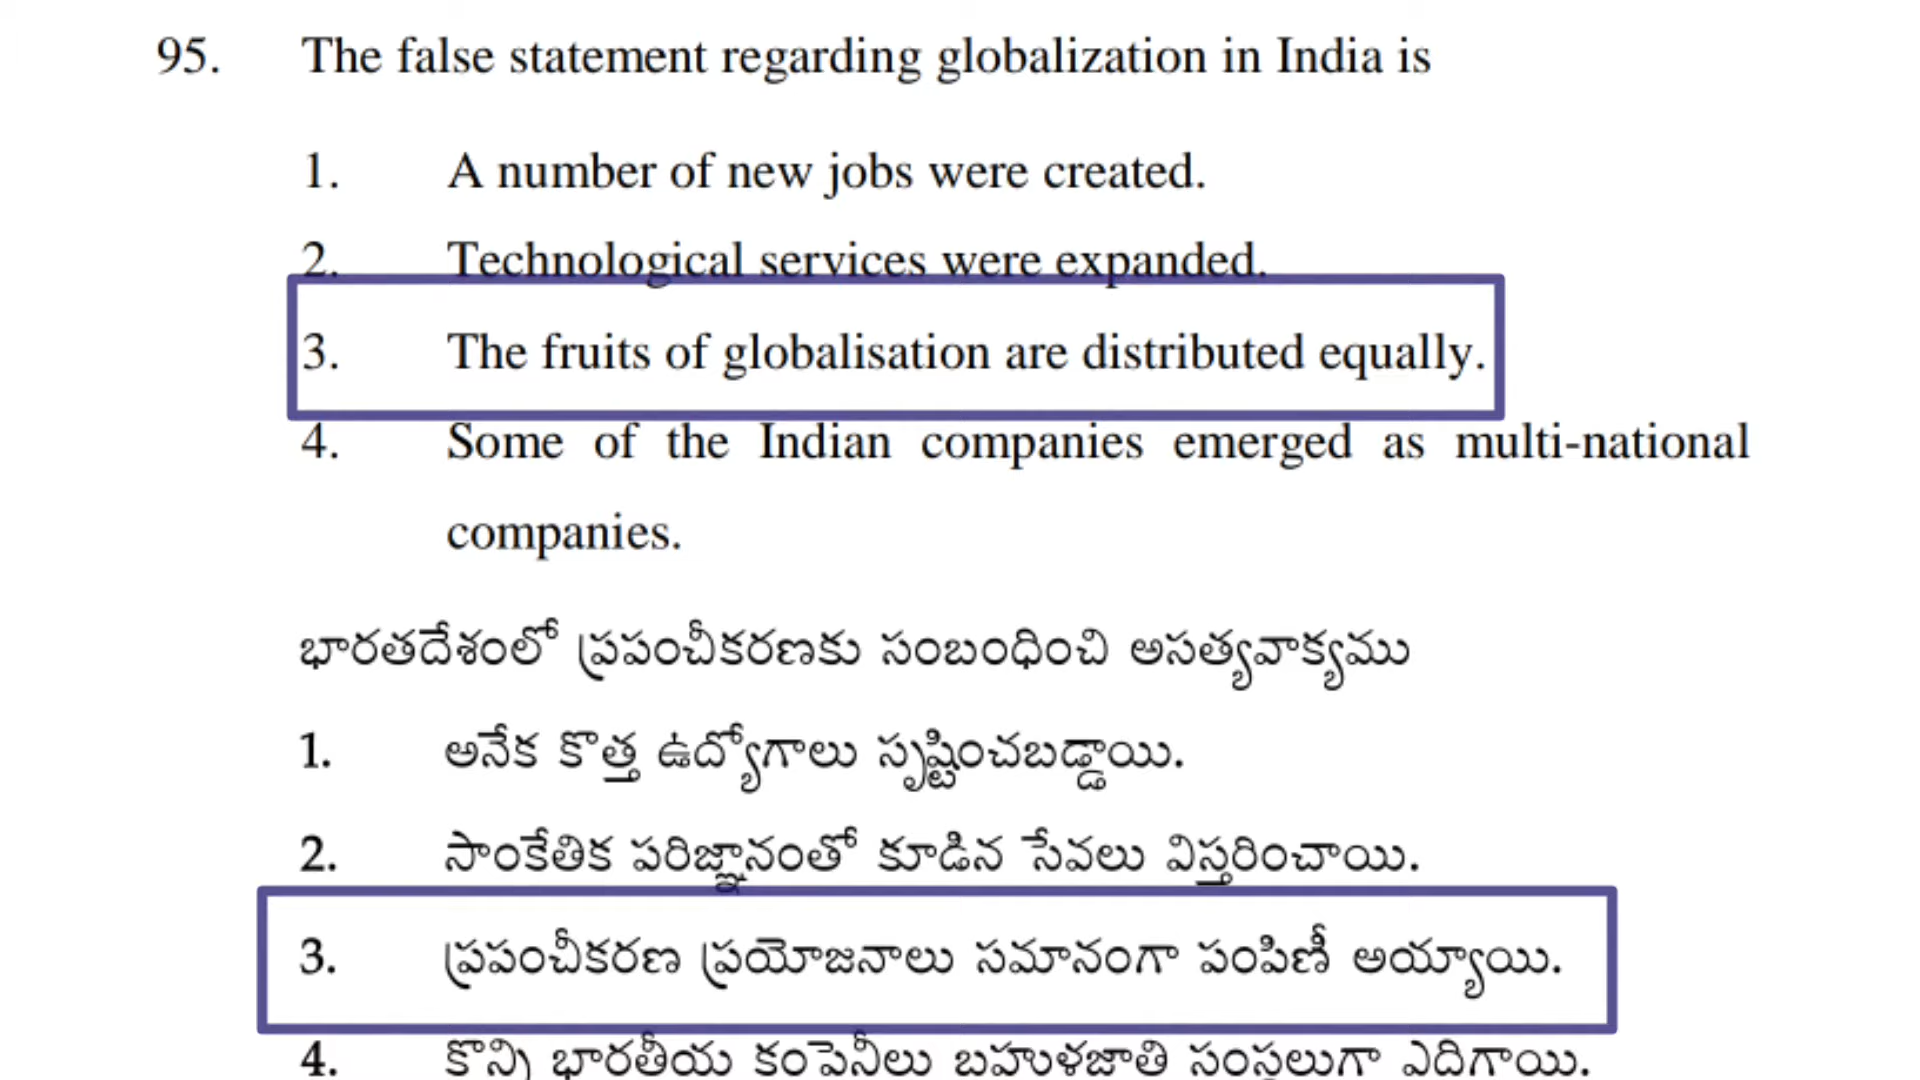 95. The false statement regarding globalization in India is
1. A number of new jobs were created.
2. Technological services were expanded.
3. The fruits of globalisation are distributed equally.
4. Some of the Indian companies emerged as multi-national
companies.
భారతదేశంలో ప్రపంచీకరణకు సంబంధించి అసత్యవాక్యము
1. అనేక కొత్త ఉద్యోగాలు సృష్టించబడ్డాయి.
2. సాంకేతిక పరిజ్ఞానంతో కూడిన సేవలు విస్తరించాయి.
3. ప్రపంచీకరణ ప్రయోజనాలు సమానంగా పంపిణీ అయ్యాయి.
4. కొన్ని భారతీయ కంపెనీలు బహుళజాతి సంస్థలుగా ఎదిగాయి.